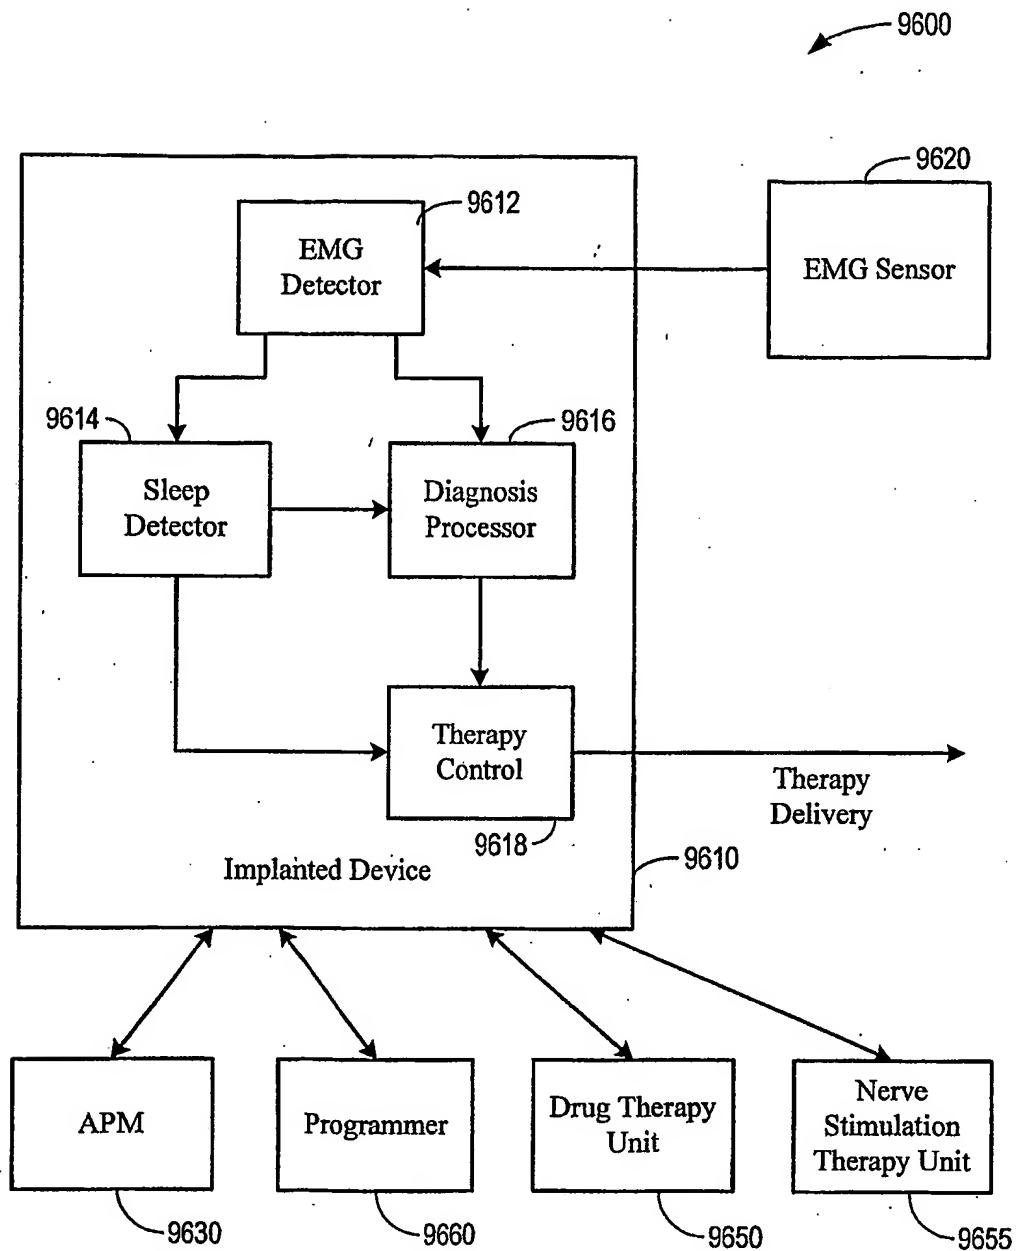 9600
9620
9612
EMG
Detector
EMG Sensor
9614
9616
Sleep
Detector
Diagnosis
Processor
Therapy
Control
Therapy
Delivery
9618
9610
Implanted Device
APM
Programmer
Drug Therapy
Unit
Nerve
Stimulation
Therapy Unit
9630
9660
9650
9655